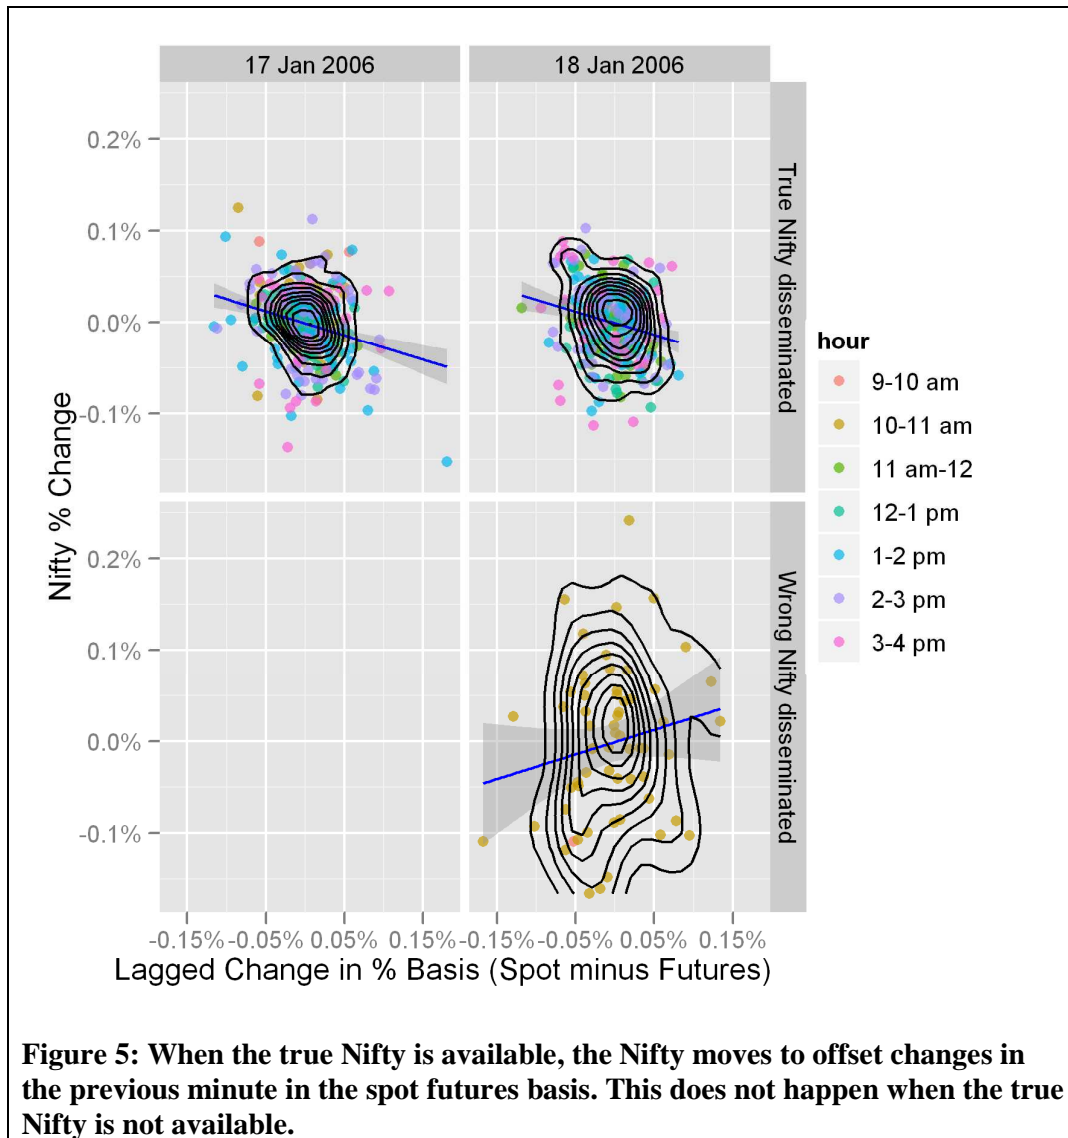 17 Jan 2006
18 Jan 2006
0.2%
0.1%
0.0%
-0.1%
True Nifty disseminated
0.2%
0.1%
0.0%
-0.1%
Wrong Nifty disseminated
Nifty % Change
-0.15% -0.05% 0.05% 0.15%
-0.15% -0.05% 0.05% 0.15%
Lagged Change in % Basis (Spot minus Futures)
hour
9-10 am
10-11 am
11 am-12
12-1 pm
1-2 pm
2-3 pm
3-4 pm
Figure 5: When the true Nifty is available, the Nifty moves to offset changes in
the previous minute in the spot futures basis. This does not happen when the true
Nifty is not available.